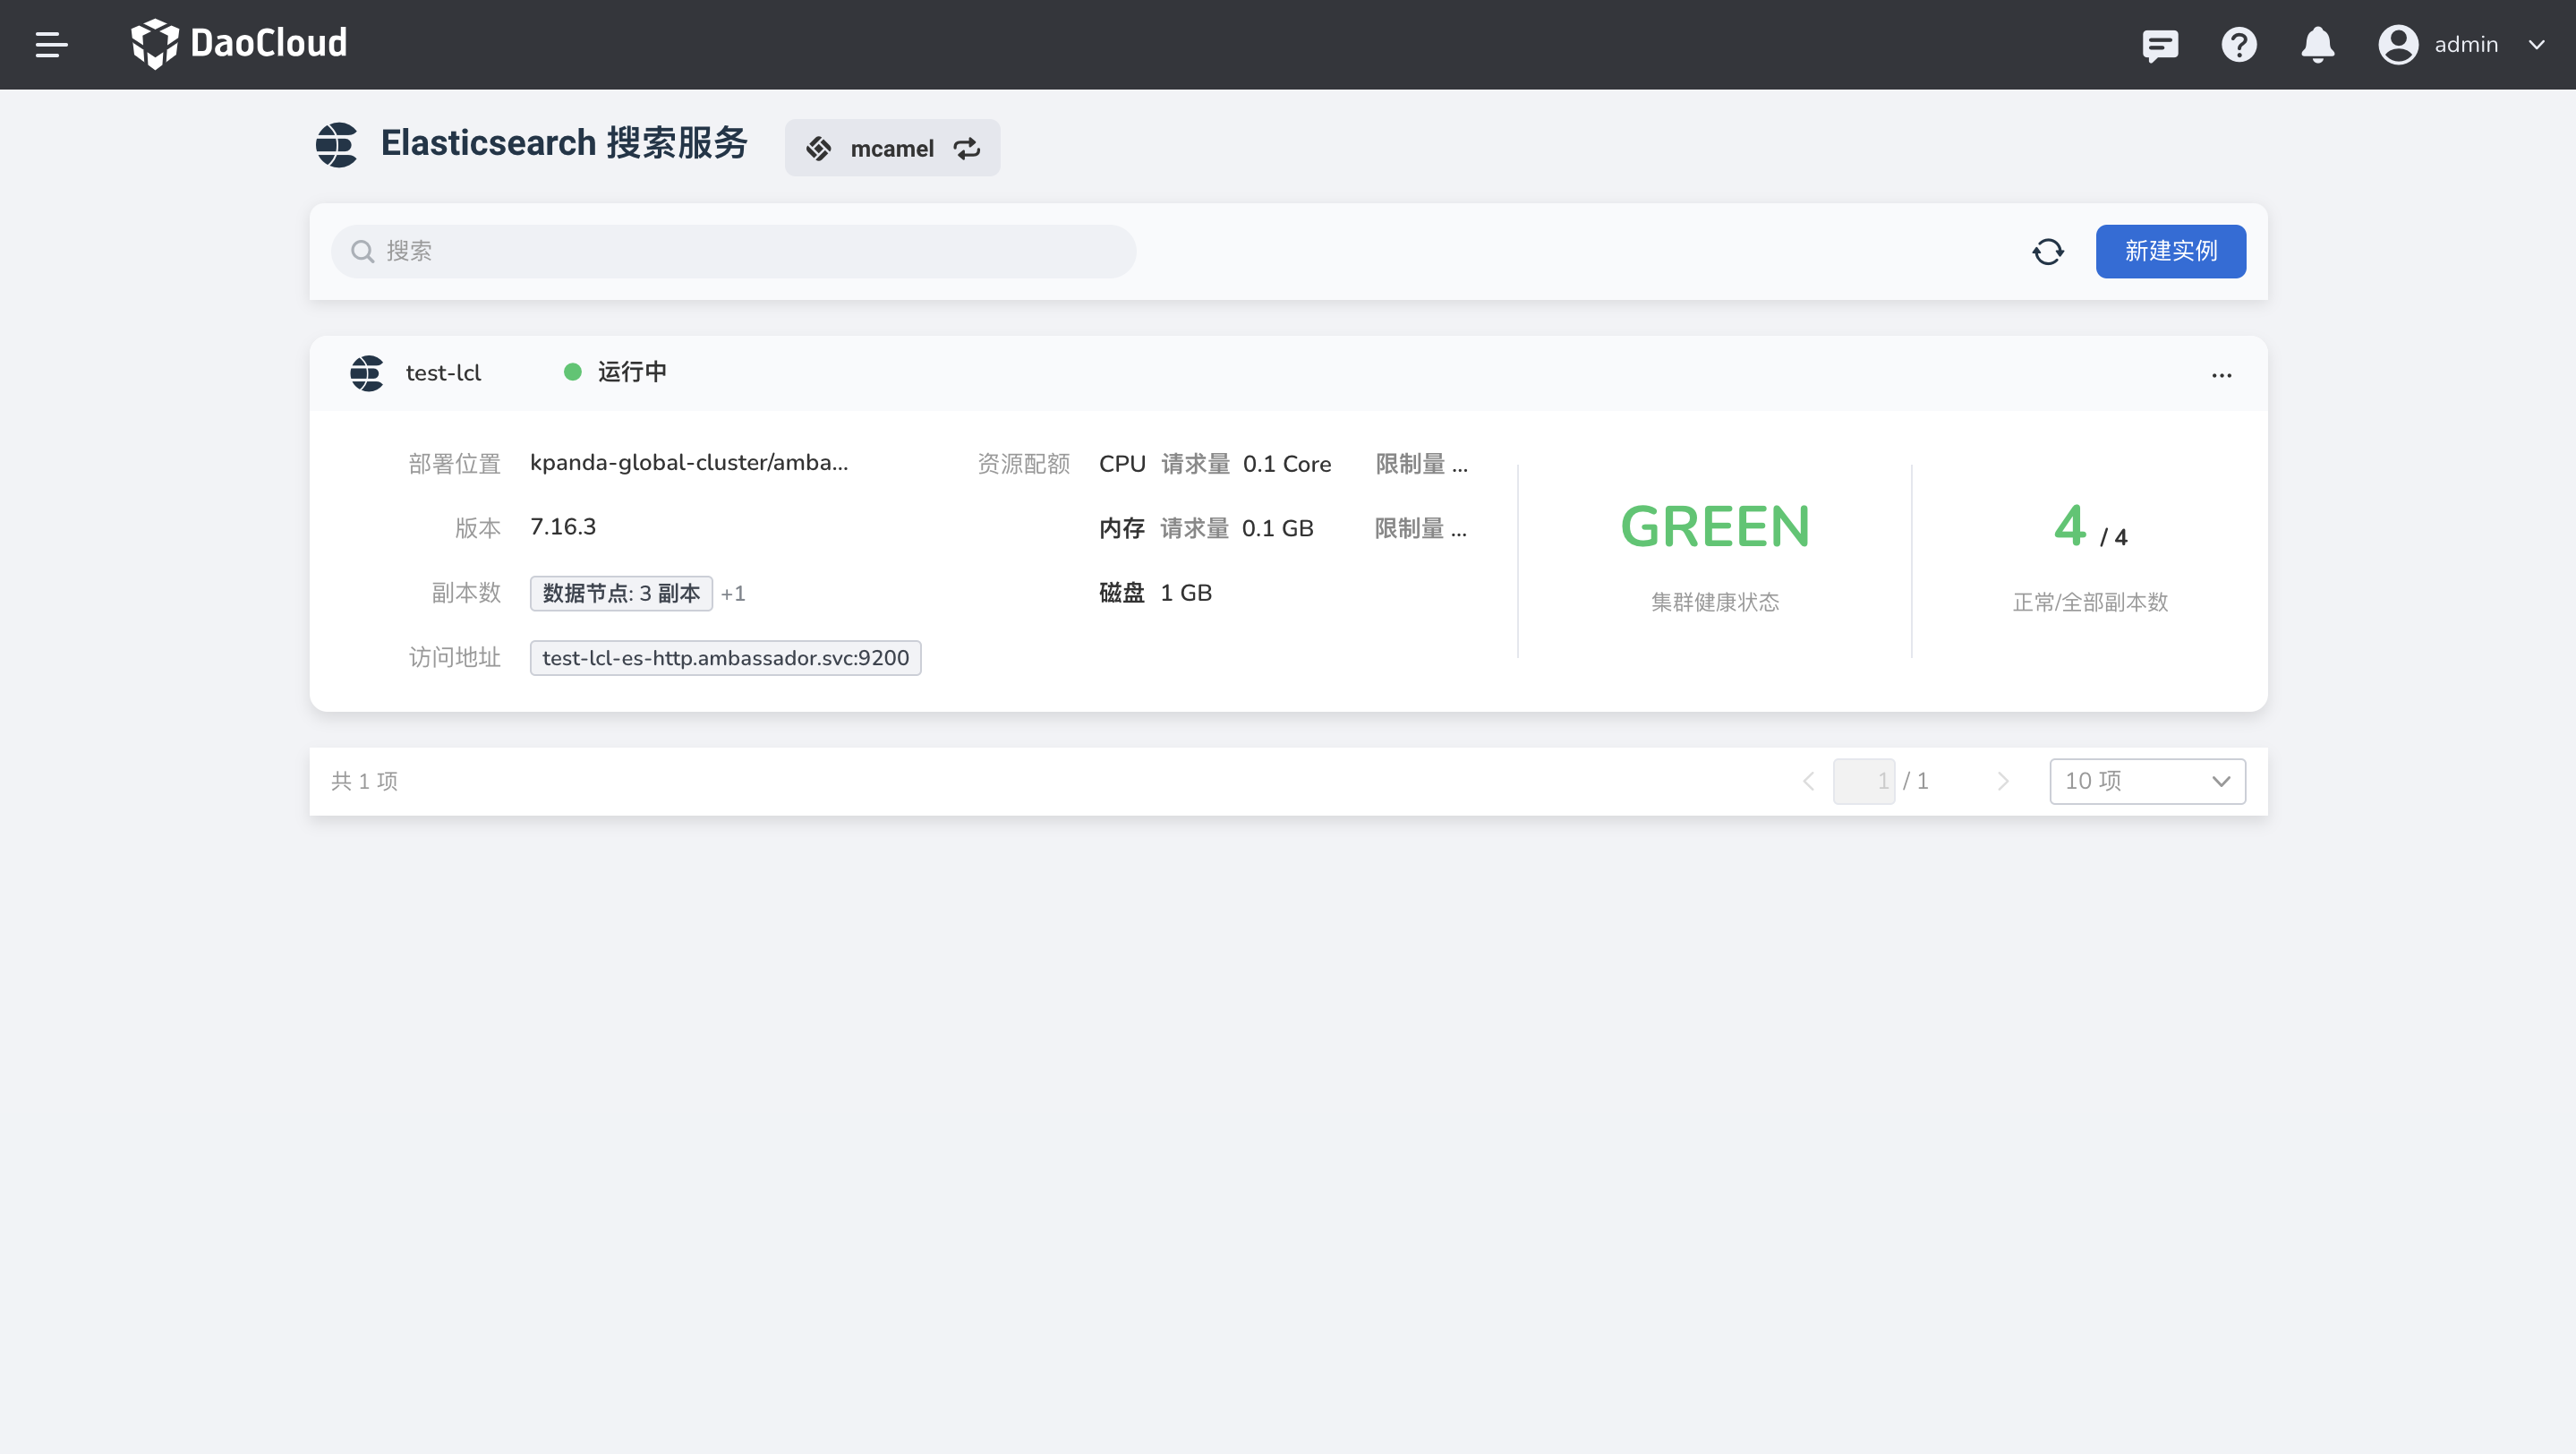 DaoCloud
admin
Elasticsearch 搜索服务
mcamel
搜索
新建实例
test-lcl
运行中
部署位置 kpanda-global-cluster/amba...
资源配额 CPU 请求量 0.1 Core 限制量 ...
版本 7.16.3
内存 请求量 0.1 GB 限制量 ...
副本数 数据节点: 3 副本 +1
磁盘 1 GB
访问地址 test-lcl-es-http.ambassador.svc:9200
GREEN
集群健康状态
4 / 4
正常/全部副本数
共 1 项
1 / 1
10 项